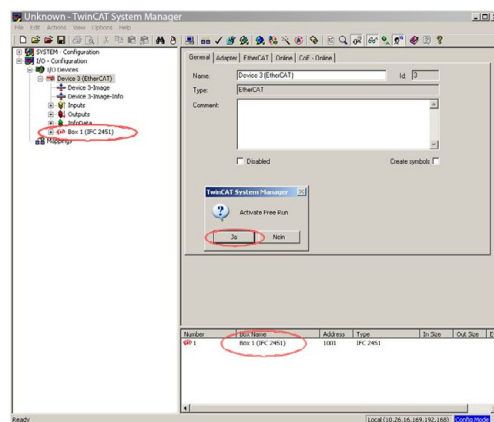 Unknown - TwinCAT System Manager
File Edit Actions View Options Help
SYSTEM - Configuration
I/O - Configuration
I/O Devices
Device 3 (EtherCAT)
Device 3-Image
Device 3-Image-Info
Inputs
Outputs
InfoData
Box 1 (IFC 2451)
Mappings
General Adapter EtherCAT Online CoE - Online
Name: Device 3 (EtherCAT) Id: 3
Type: EtherCAT
Comment:
Disabled Create symbols
TwinCAT System Manager
Activate Free Run
Ja Nein
Number Box Name Address Type In Size Out Size
1 Box 1 (IFC 2451) 1001 IFC 2451
Ready Local (10.26.16.169.192.168) Config Mode